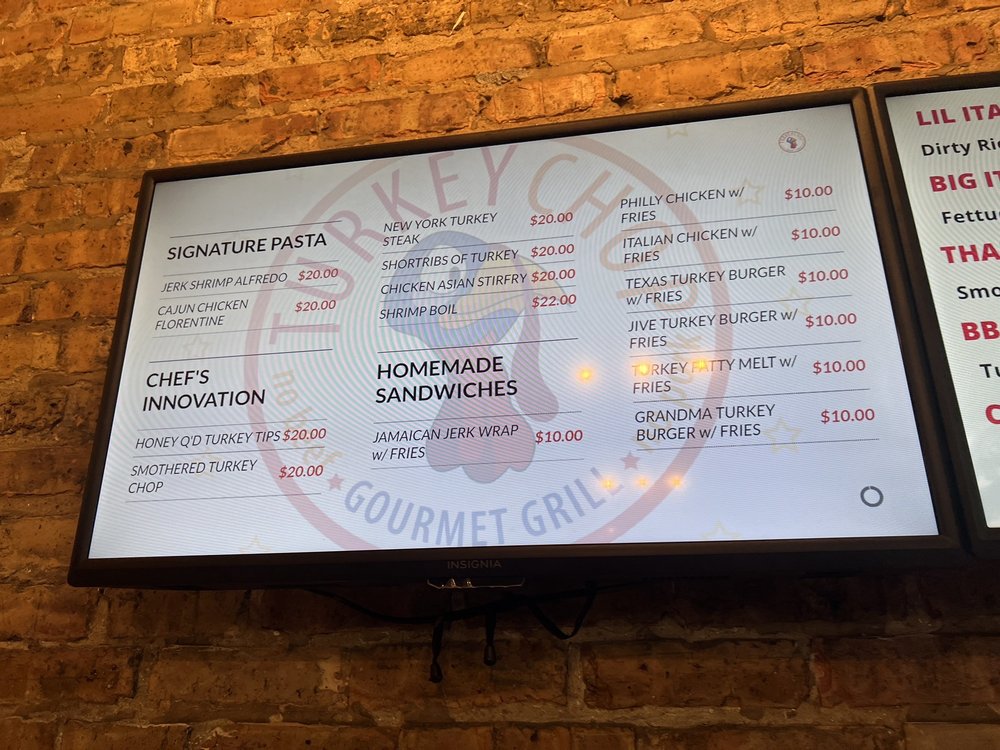 TURKEY CHOP
no beef
no pork
GOURMET GRILL
SIGNATURE PASTA
JERK SHRIMP ALFREDO $20.00
CAJUN CHICKEN $20.00
FLORENTINE
CHEF'S
INNOVATION
HONEY Q'D TURKEY TIPS $20.00
SMOTHERED TURKEY $20.00
CHOP
NEW YORK TURKEY $20.00
STEAK
SHORTRIBS OF TURKEY $20.00
CHICKEN ASIAN STIRFRY $20.00
SHRIMP BOIL $22.00
HOMEMADE
SANDWICHES
JAMAICAN JERK WRAP $10.00
w/ FRIES
PHILLY CHICKEN w/ $10.00
FRIES
ITALIAN CHICKEN w/ $10.00
FRIES
TEXAS TURKEY BURGER $10.00
w/ FRIES
JIVE TURKEY BURGER w/ $10.00
FRIES
TURKEY FATTY MELT w/ $10.00
FRIES
GRANDMA TURKEY $10.00
BURGER w/ FRIES
INSIGNIA
LIL ITA
Dirty Ri
BIG IT
Fettu
THA
Smo
BB
Tu